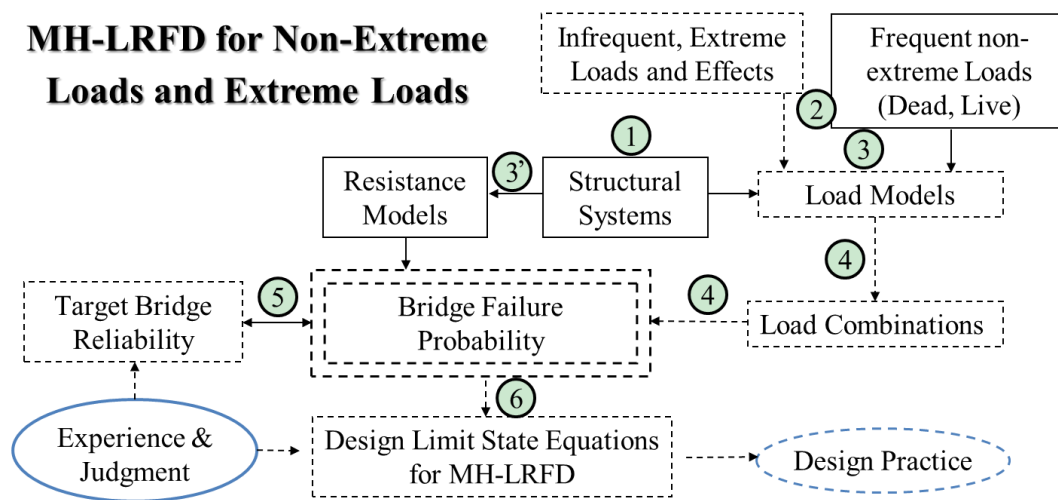 MH-LRFD for Non-Extreme
Loads and Extreme Loads
Infrequent, Extreme
Loads and Effects
Frequent non-
extreme Loads
(Dead, Live)
2
1
3
3’
Resistance
Models
Structural
Systems
Load Models
4
5
4
Target Bridge
Reliability
Bridge Failure
Probability
Load Combinations
6
Experience &
Judgment
Design Limit State Equations
for MH-LRFD
Design Practice